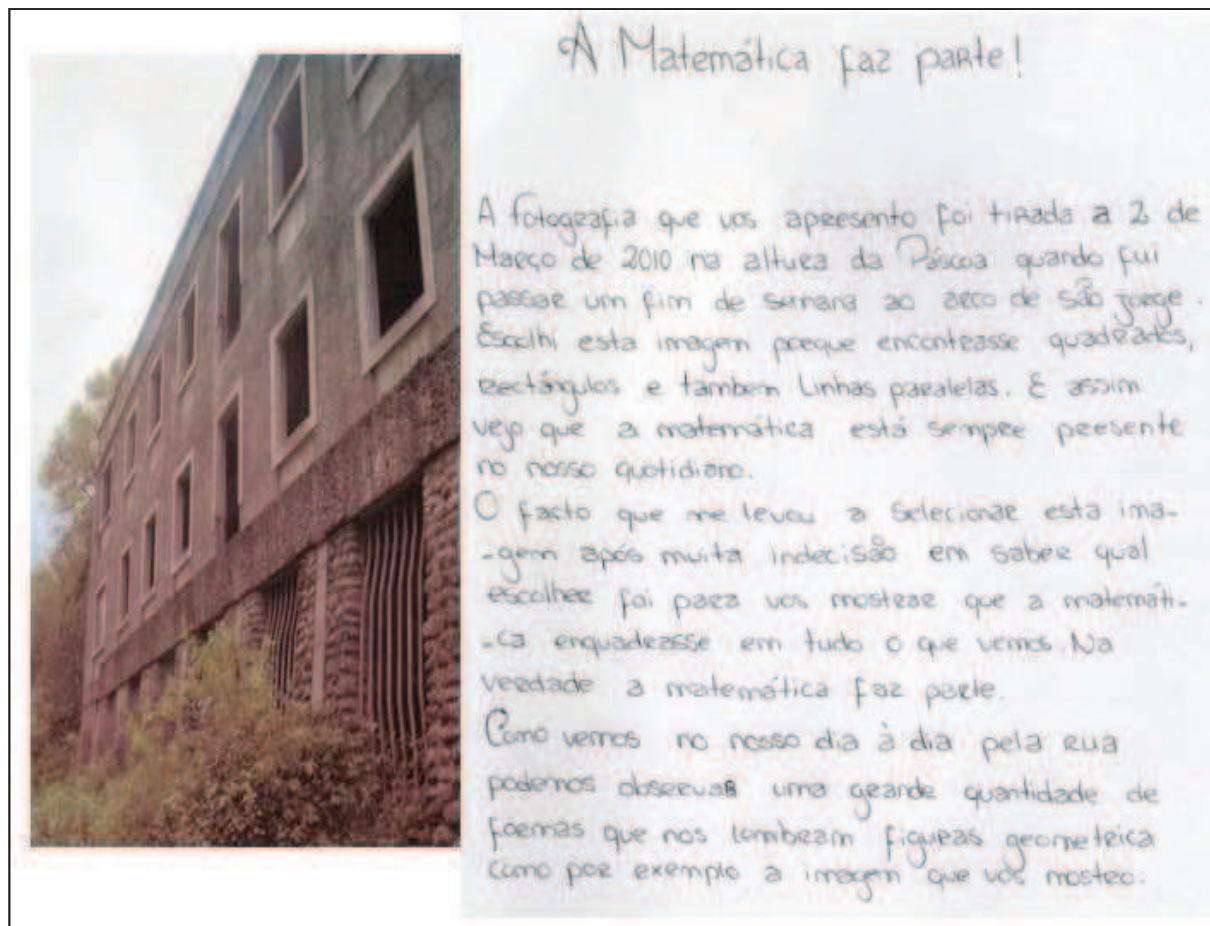 A Matemática faz parte!
A fotografia que vos apresento foi tirada a 2 de
Março de 2010 na altura da Páscoa quando fui
passar um fim de semana ao arco de são jorge.
Escolhi esta imagem porque encontrasse quadrados,
rectângulos e tambem linhas paralelas. E assim
vejo que a matemática está sempre presente
no nosso quotidiano.
O facto que me levou a selecionar esta ima-
-gem após muita indecisão em saber qual
escolher foi para vos mostrar que a matemáti-
-ca enquadrasse em tudo o que vemos. Na
verdade a matemática faz parte.
Como vemos no nosso dia à dia pela rua
podemos observar uma grande quantidade de
formas que nos lembram figuras geometrica
como por exemplo a imagem que vos mostro.